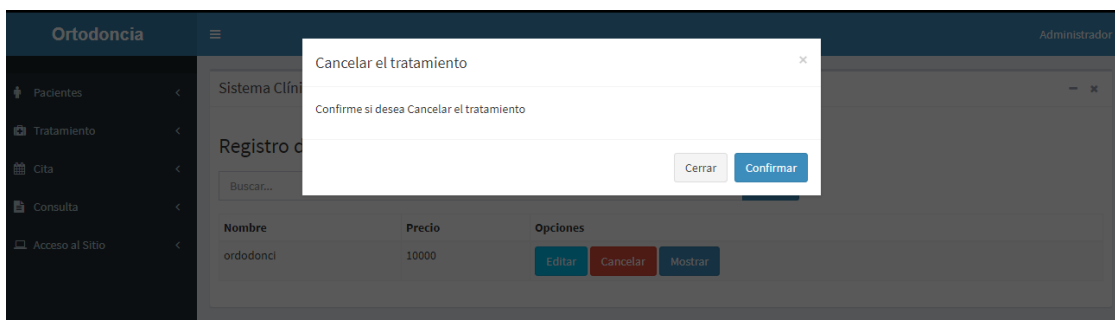 Ortodoncia
Administrador
Cancelar el tratamiento
×
Pacientes
Sistema Clíni
Confirme si desea Cancelar el tratamiento
Tratamiento
Registro d
Cita
Cerrar Confirmar
Buscar...
Consulta
Nombre Precio Opciones
Acceso al Sitio
ordodonci 10000 Editar Cancelar Mostrar